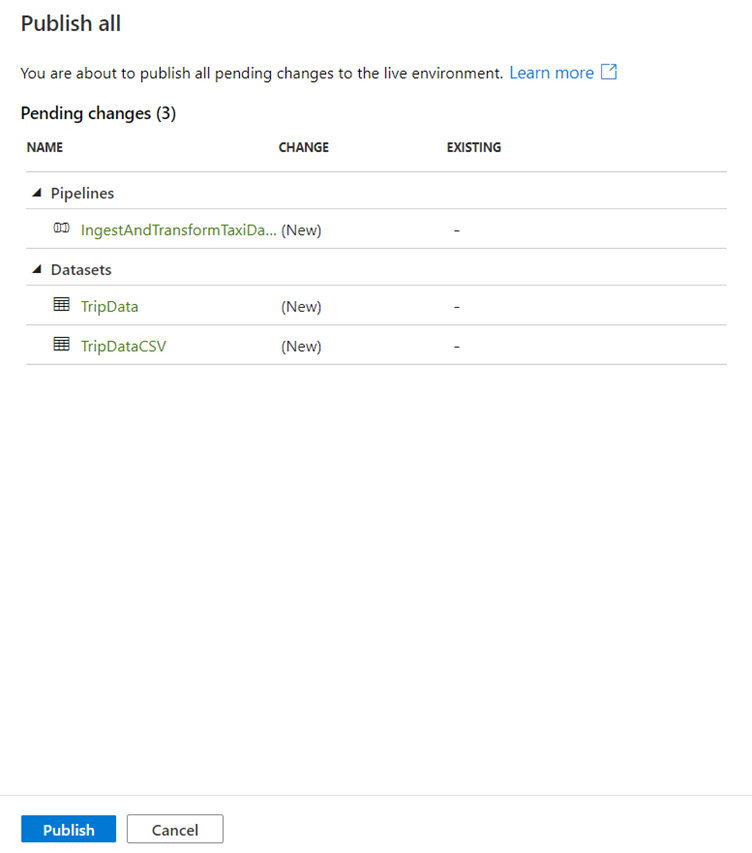 Publish all
You are about to publish all pending changes to the live environment. Learn more
Pending changes (3)
NAME CHANGE EXISTING
Pipelines
IngestAndTransformTaxiDa... (New) -
Datasets
TripData (New) -
TripDataCSV (New) -
Publish Cancel